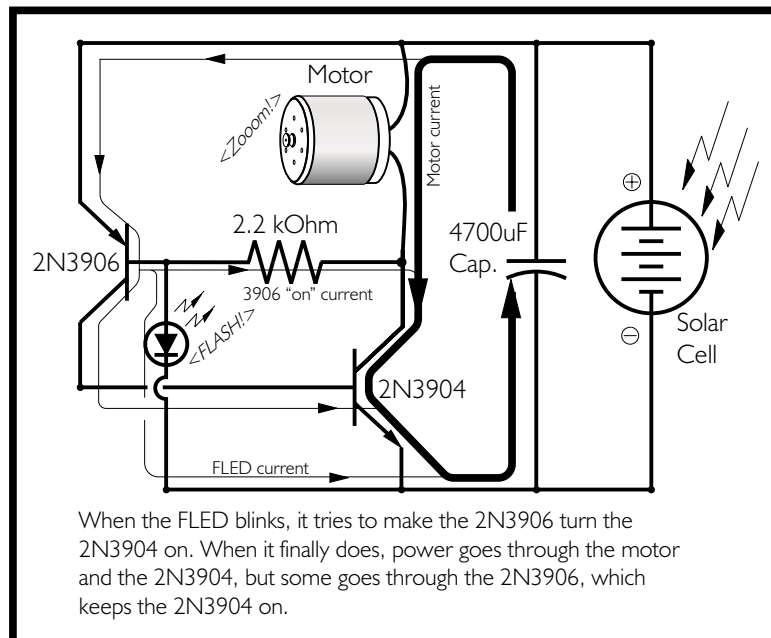 Motor
<Zooom!>
Motor current
2.2 kOhm
4700uF
Cap.
2N3906
3906 “on” current
<FLASH!>
Solar
Cell
2N3904
FLED current
When the FLED blinks, it tries to make the 2N3906 turn the
2N3904 on. When it finally does, power goes through the motor
and the 2N3904, but some goes through the 2N3906, which
keeps the 2N3904 on.